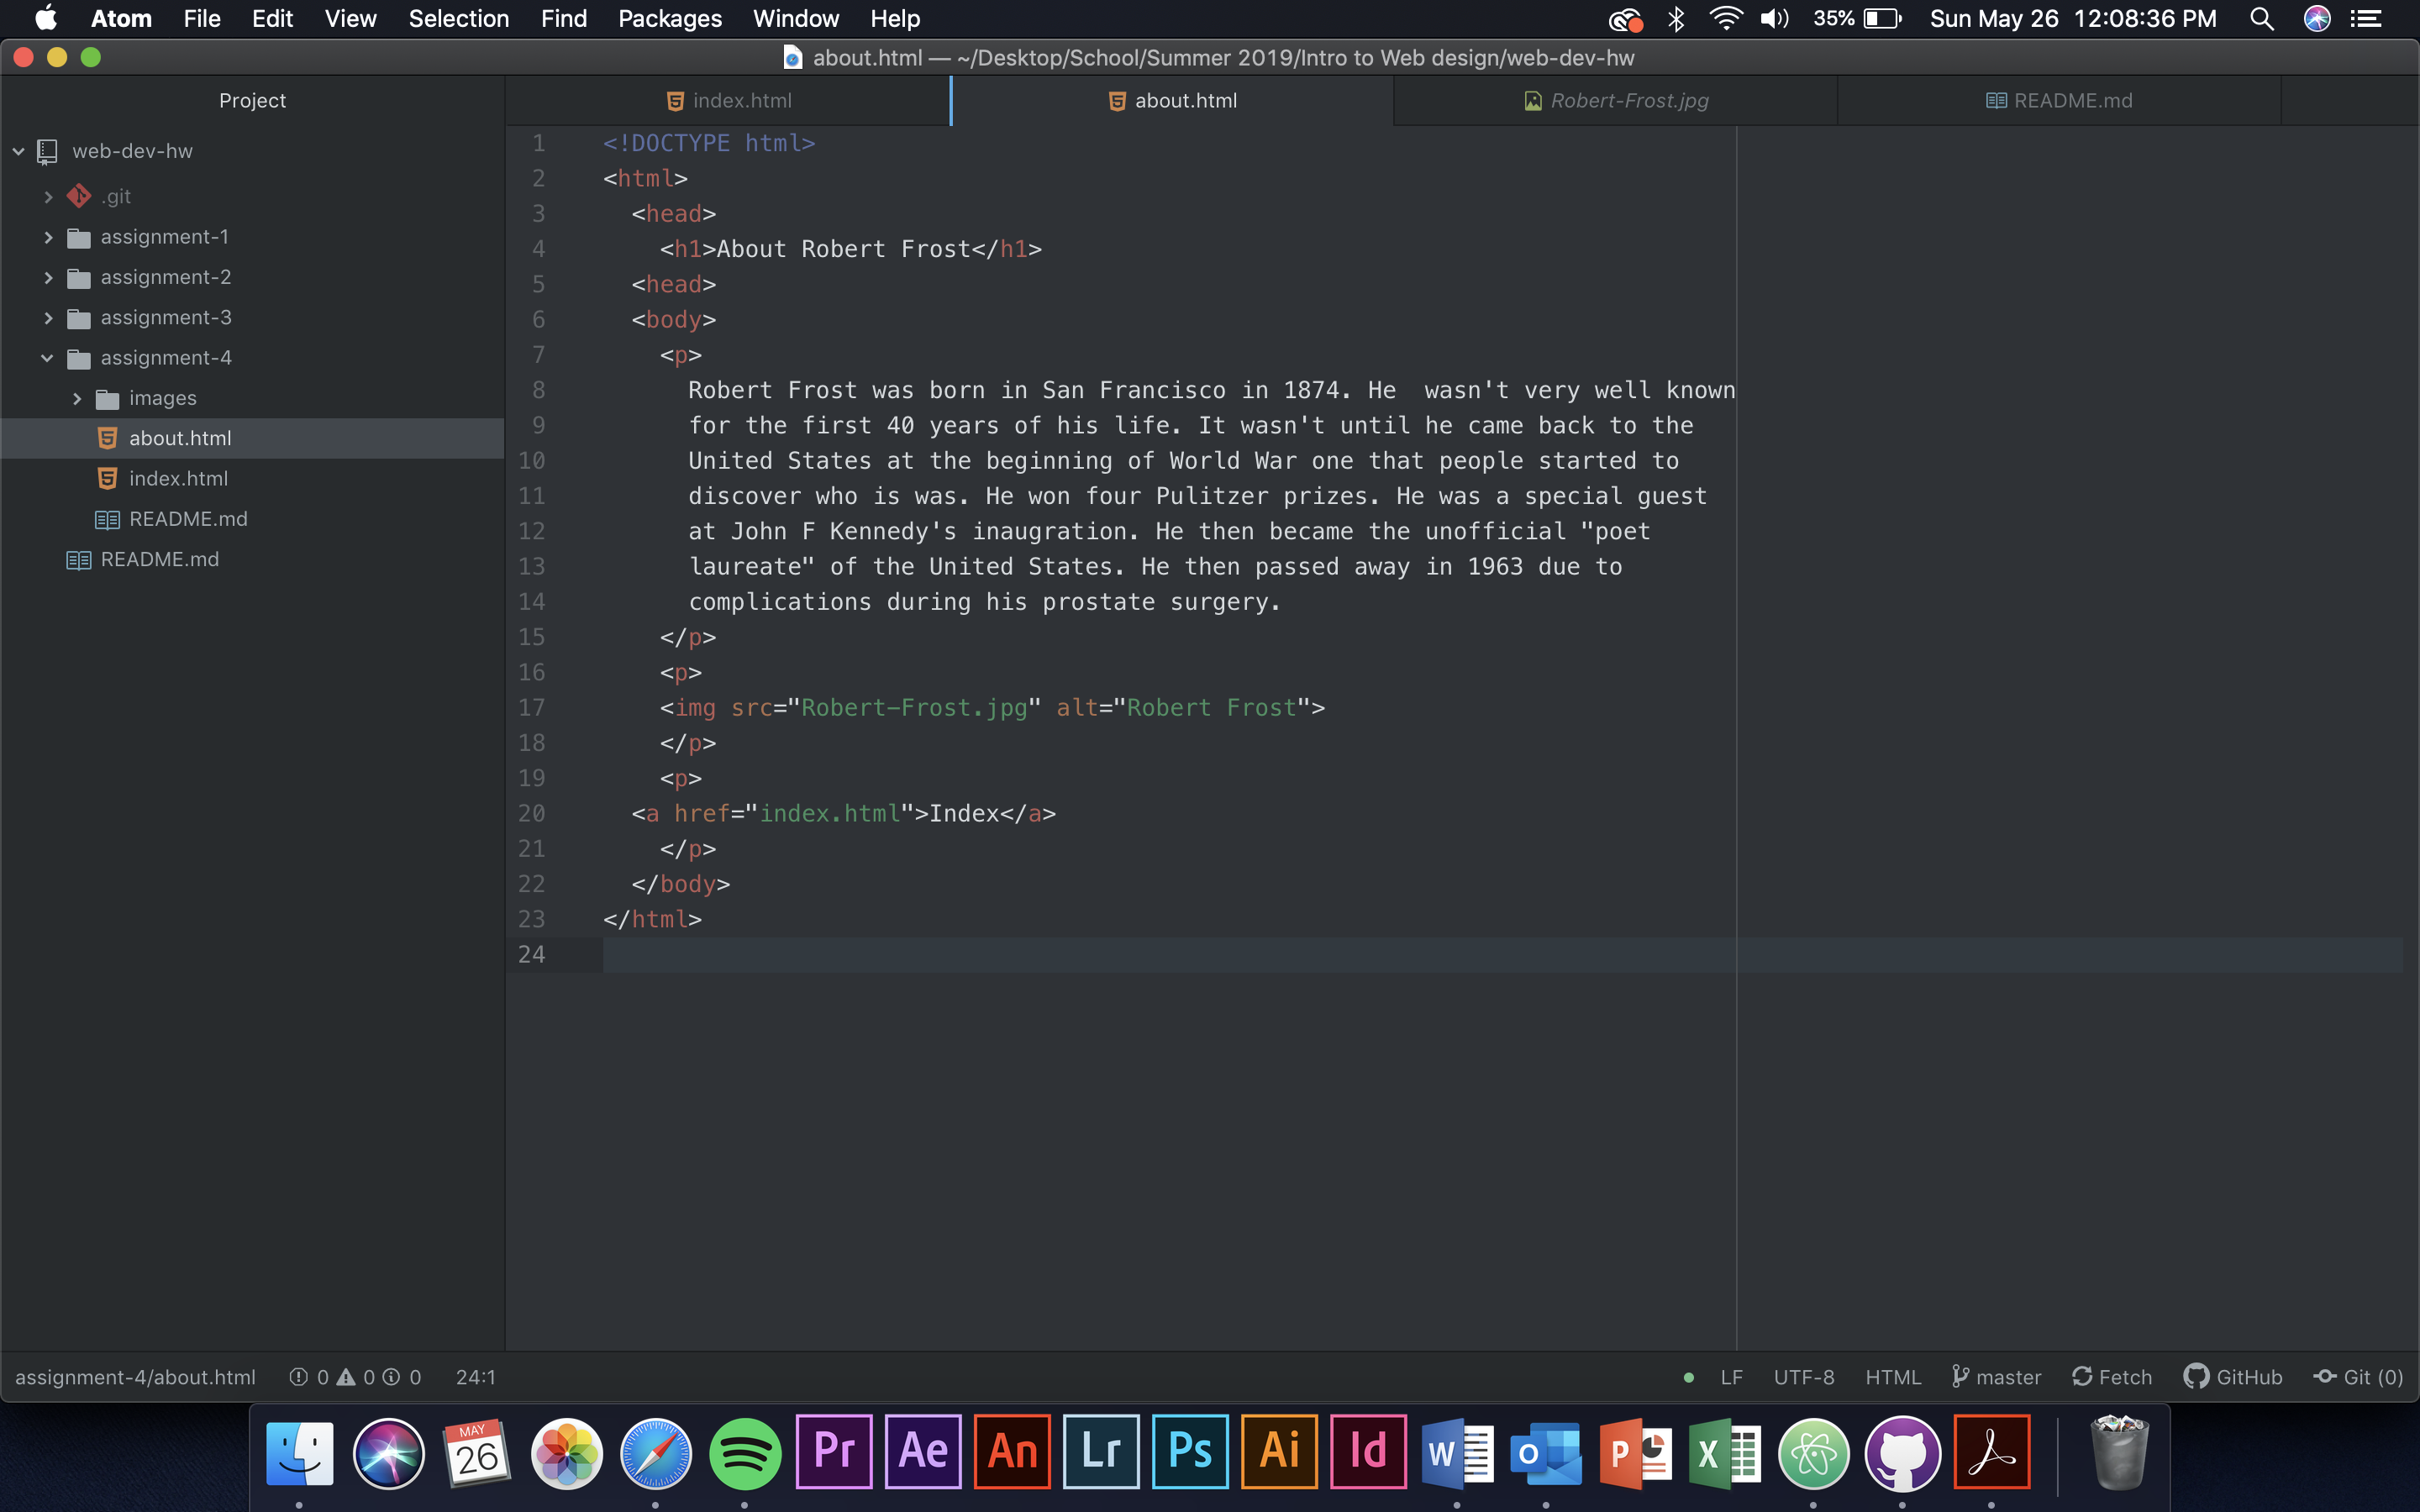 Atom File Edit View Selection Find Packages Window Help 35% Sun May 26 12:08:36 PM
about.html — ~/Desktop/School/Summer 2019/Intro to Web design/web-dev-hw
Project
index.html about.html Robert-Frost.jpg README.md
web-dev-hw
.git
assignment-1
assignment-2
assignment-3
assignment-4
images
about.html
index.html
README.md
README.md
1 <!DOCTYPE html>
2 <html>
3 <head>
4 <h1>About Robert Frost</h1>
5 <head>
6 <body>
7 <p>
8 Robert Frost was born in San Francisco in 1874. He  wasn't very well known
9 for the first 40 years of his life. It wasn't until he came back to the
10 United States at the beginning of World War one that people started to
11 discover who is was. He won four Pulitzer prizes. He was a special guest
12 at John F Kennedy's inaugration. He then became the unofficial "poet
13 laureate" of the United States. He then passed away in 1963 due to
14 complications during his prostate surgery.
15 </p>
16 <p>
17 <img src="Robert-Frost.jpg" alt="Robert Frost">
18 </p>
19 <p>
20 <a href="index.html">Index</a>
21 </p>
22 </body>
23 </html>
24
assignment-4/about.html 0 0 0 24:1 LF UTF-8 HTML master Fetch GitHub Git (0)
MAY
26
Pr Ae An Lr Ps Ai Id W O P X